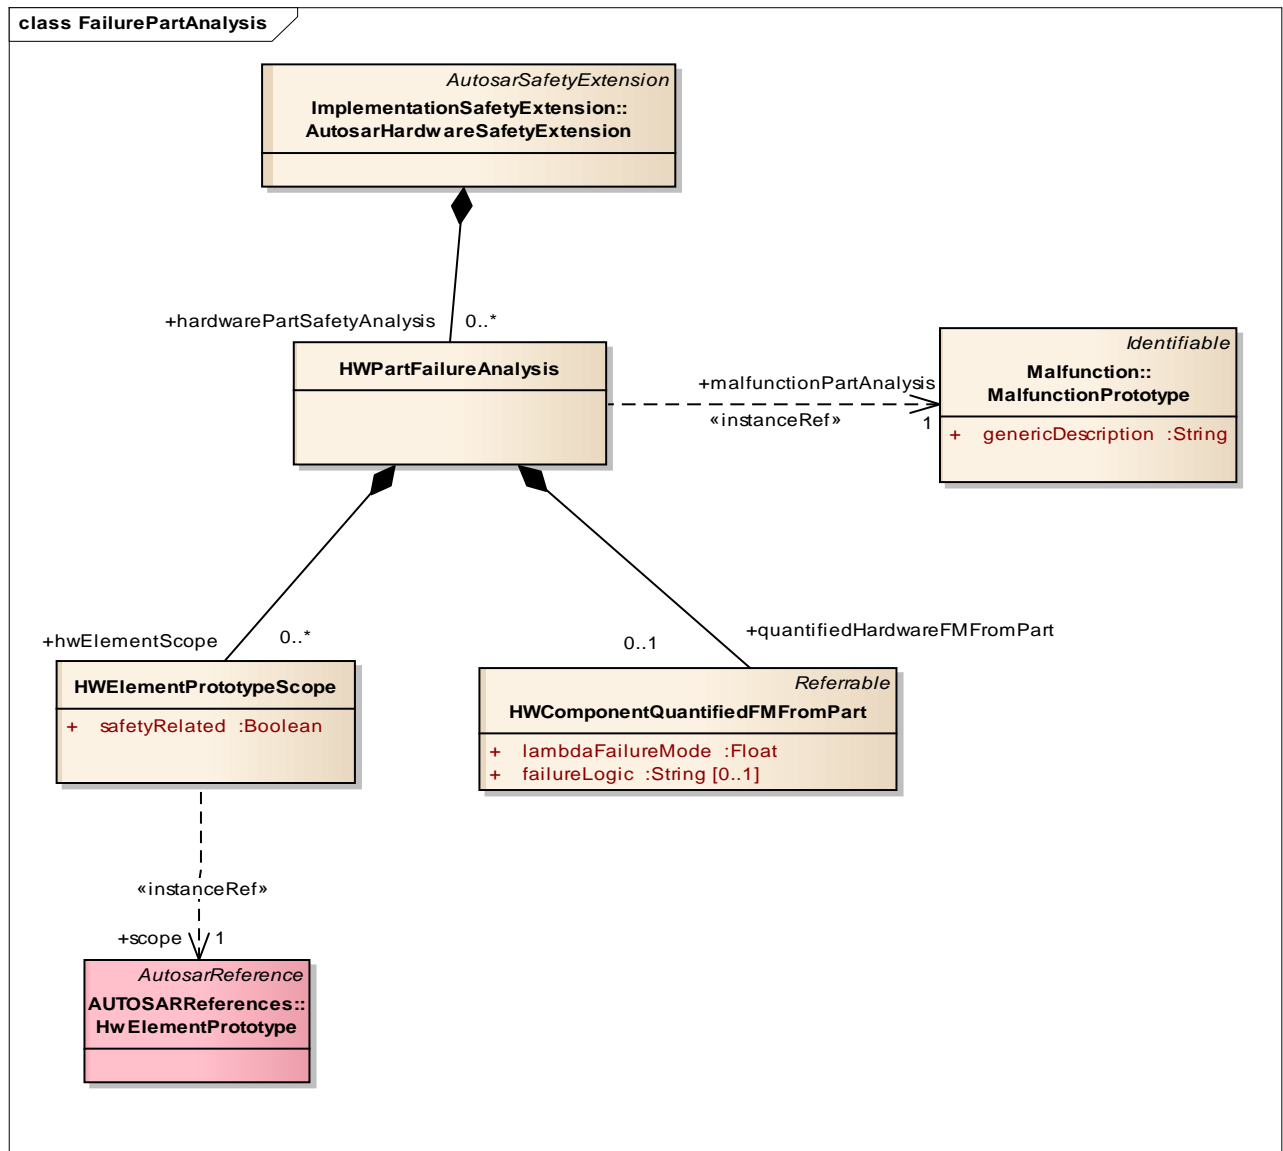 class FailurePartAnalysis
AutosarSafetyExtension
ImplementationSafetyExtension::
AutosarHardwareSafetyExtension
+hardwarePartSafetyAnalysis 0..*
HWPartFailureAnalysis
+malfunctionPartAnalysis
«instanceRef»
1
Identifiable
Malfunction::
MalfunctionPrototype
+ genericDescription :String
+hwElementScope 0..*
0..1 +quantifiedHardwareFMFromPart
HWElementPrototypeScope
+ safetyRelated :Boolean
Referrable
HWComponentQuantifiedFMFromPart
+ lambdaFailureMode :Float
+ failureLogic :String [0..1]
«instanceRef»
+scope 1
AutosarReference
AUTOSARReferences::
HwElementPrototype